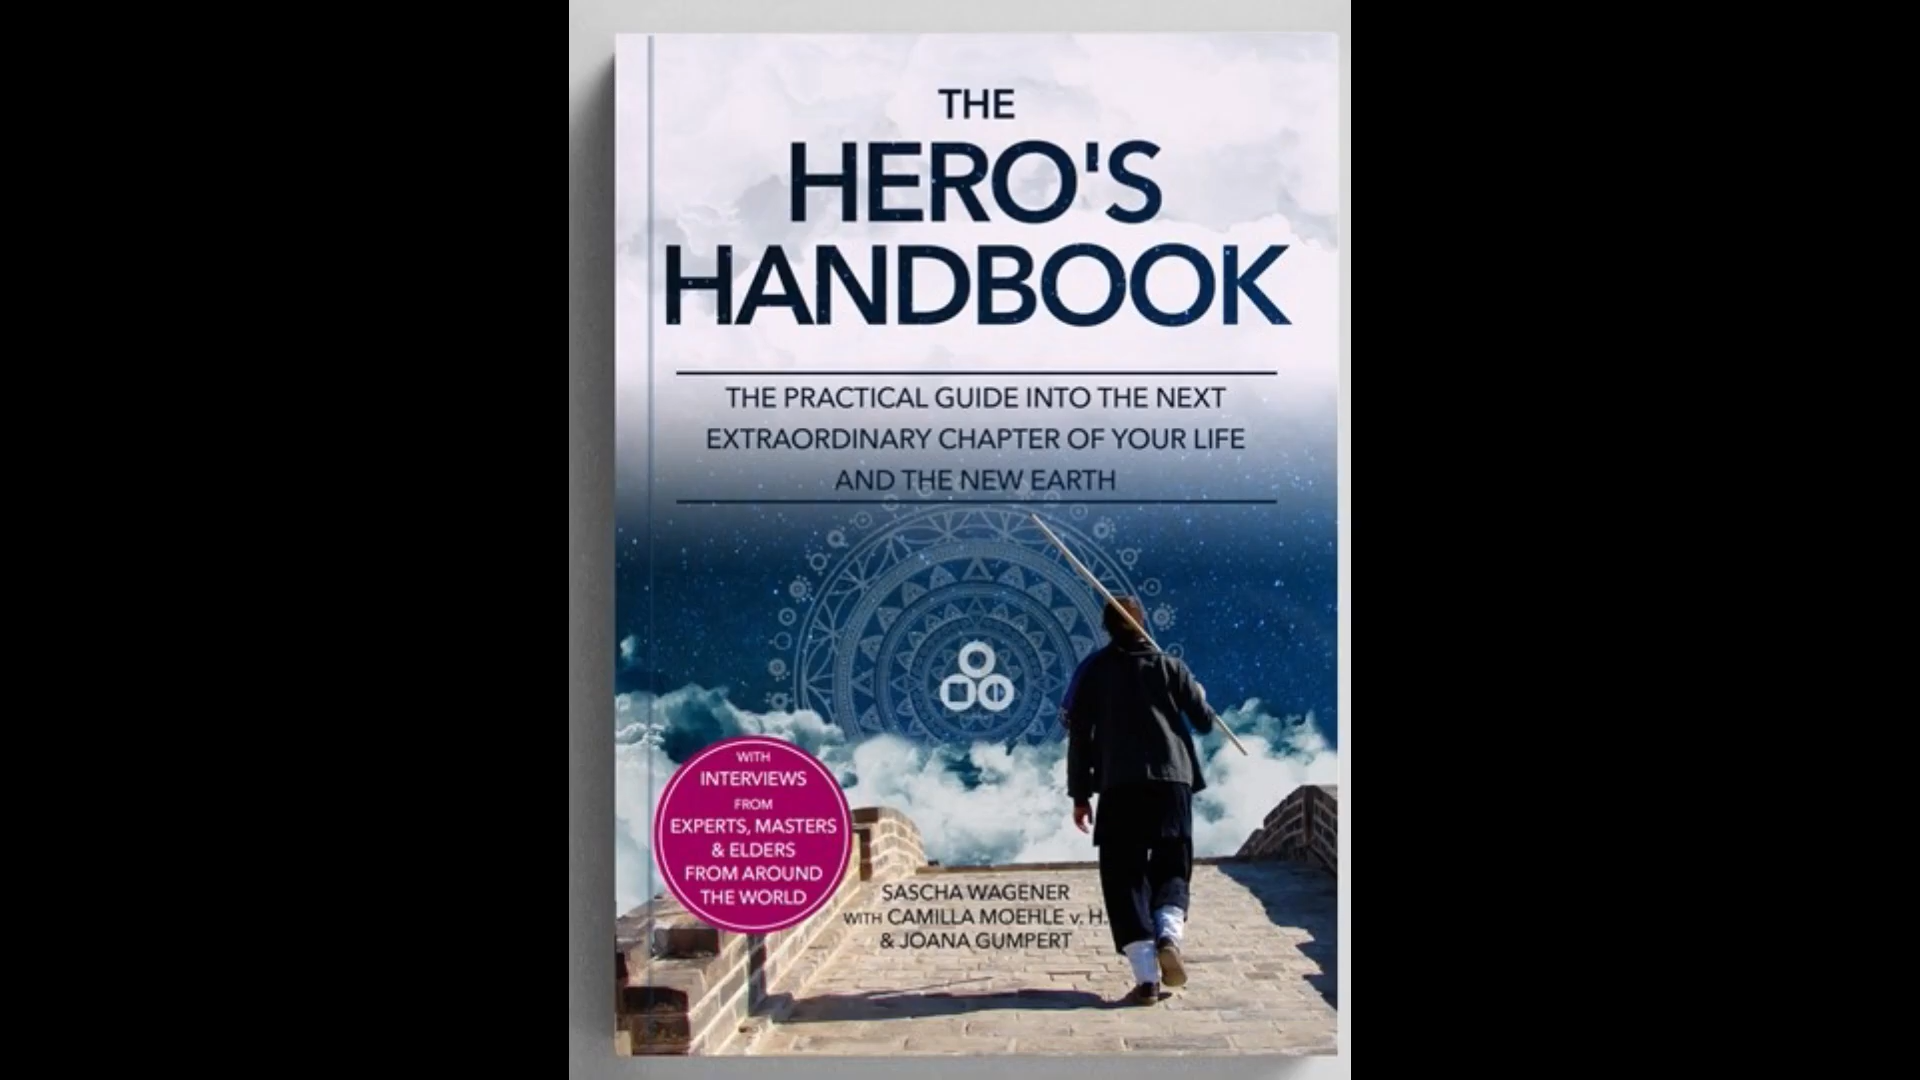 THE
HERO'S
HANDBOOK
THE PRACTICAL GUIDE INTO THE NEXT
EXTRAORDINARY CHAPTER OF YOUR LIFE
AND THE NEW EARTH
WITH
INTERVIEWS
FROM
EXPERTS, MASTERS
& ELDERS
FROM AROUND
THE WORLD
SASCHA WAGENER
WITH CAMILLA MOEHLE v. H.
& JOANA GUMPERT